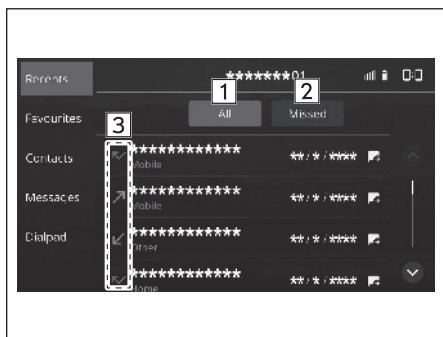 Recents
*******01
0:0
1
2
All
Missed
Favourites
3
************
Mobile
**/*/****
Contacts
************
Mobile
**/*/****
Messages
************
Other
**/*/****
Dialpad
************
Home
**/*/****